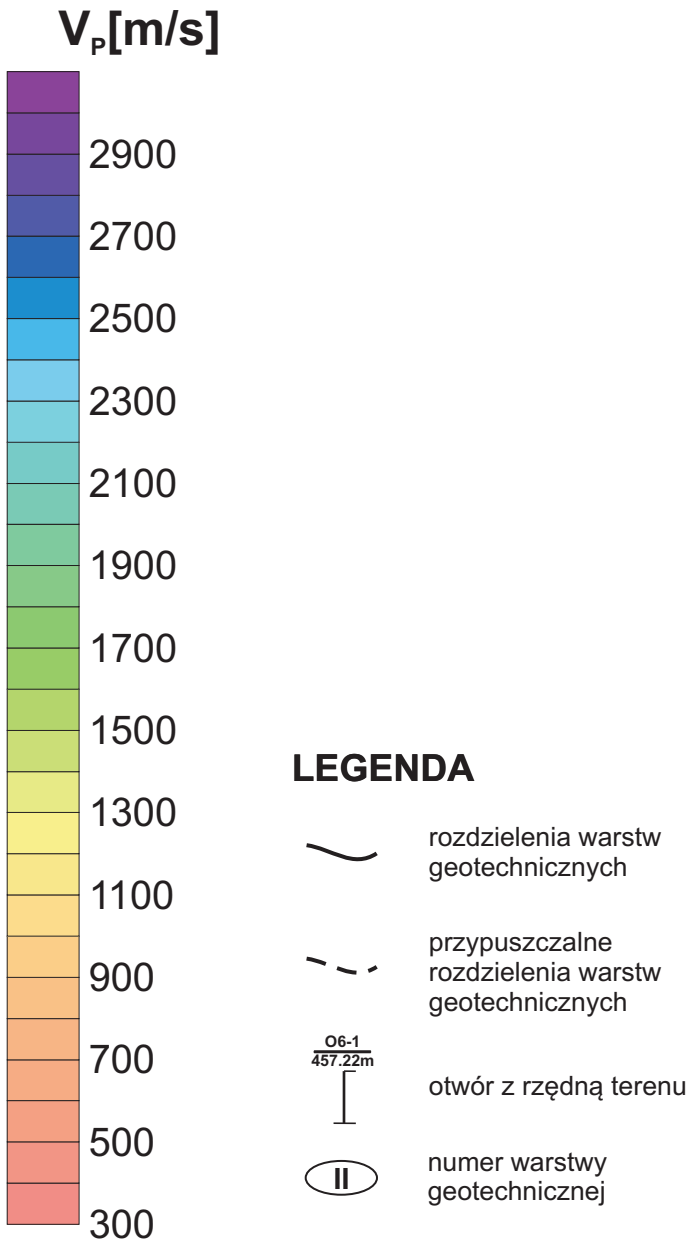 VP[m/s]
2900
2700
2500
2300
2100
1900
1700
1500
1300
1100
900
700
500
300
LEGENDA
rozdzielenia warstw
geotechnicznych
przypuszczalne
rozdzielenia warstw
geotechnicznych
O6-1
457.22m
otwór z rzędną terenu
II
numer warstwy
geotechnicznej